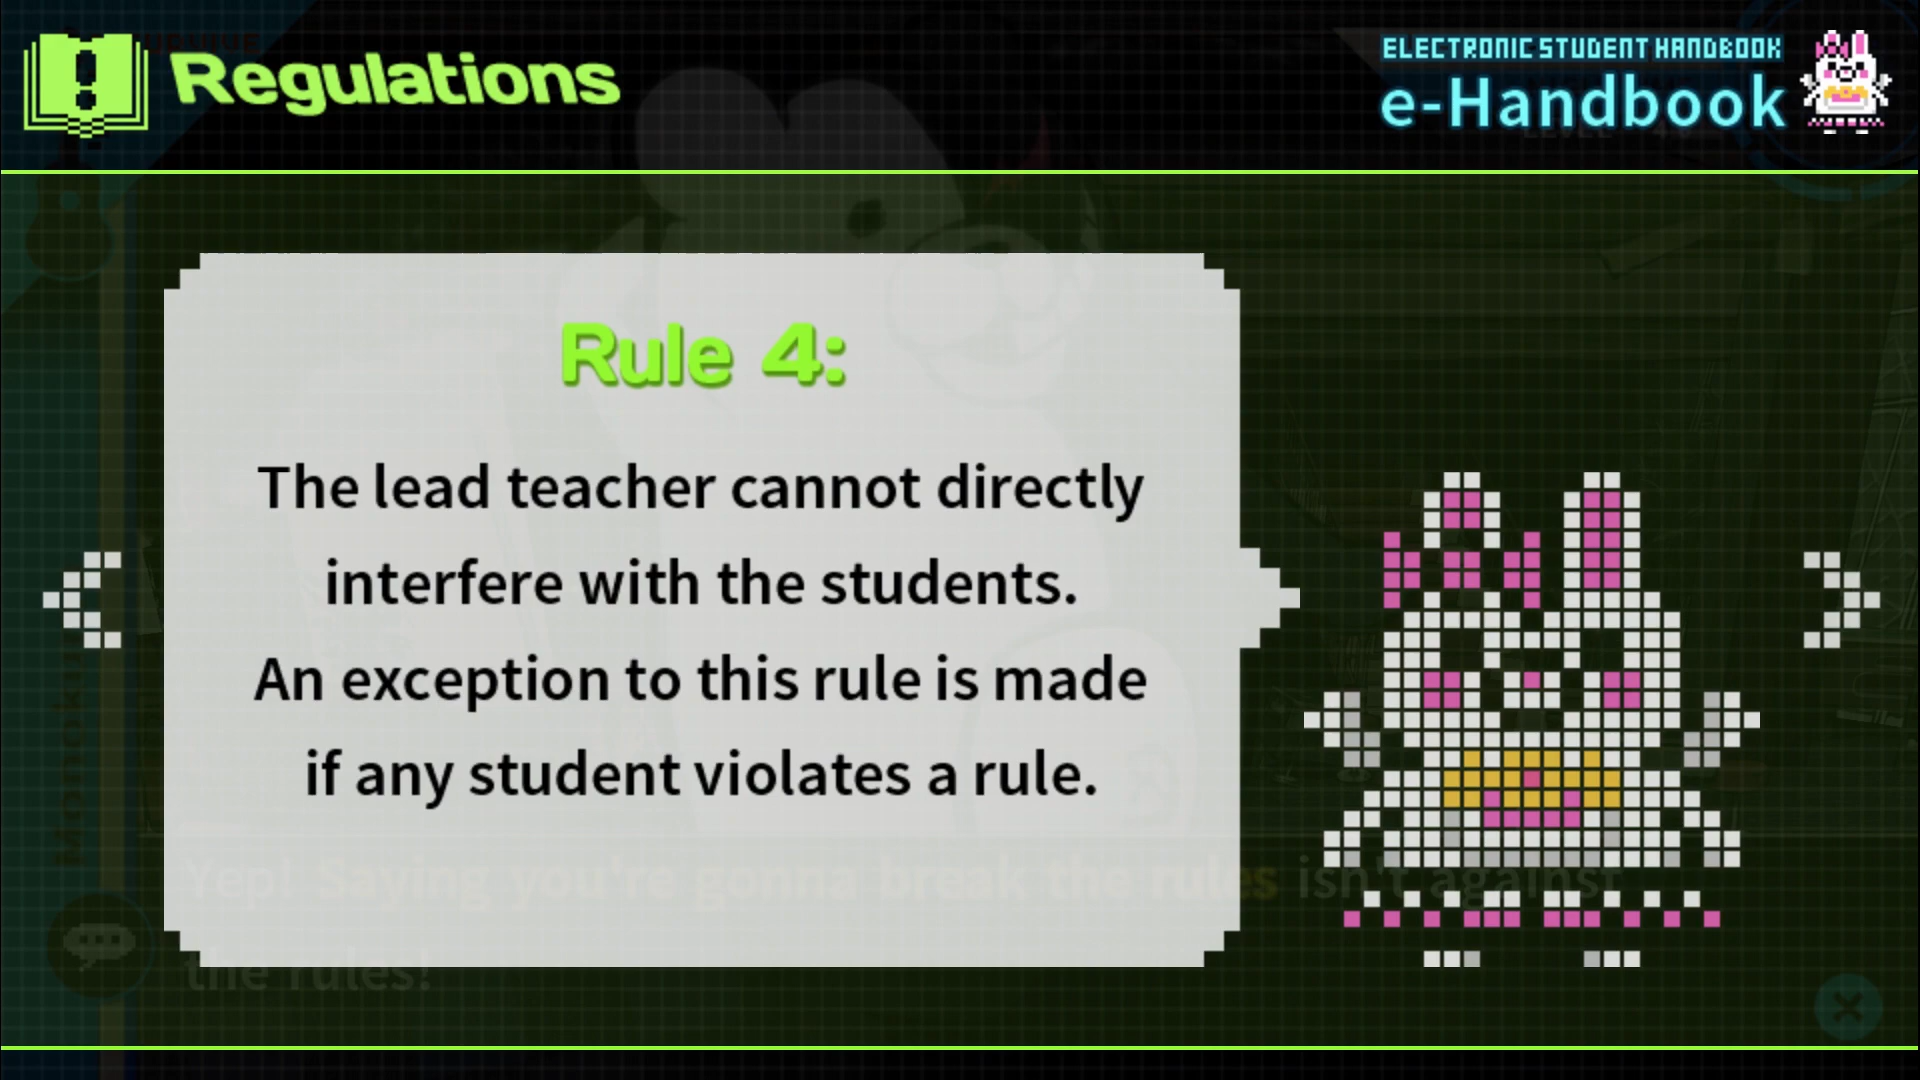 Regulations
ELECTRONIC STUDENT HANDBOOK
e-Handbook
Rule 4:
The lead teacher cannot directly
interfere with the students.
An exception to this rule is made
if any student violates a rule.
Yep! Saying you're gonna break the rules isn't against
the rules!